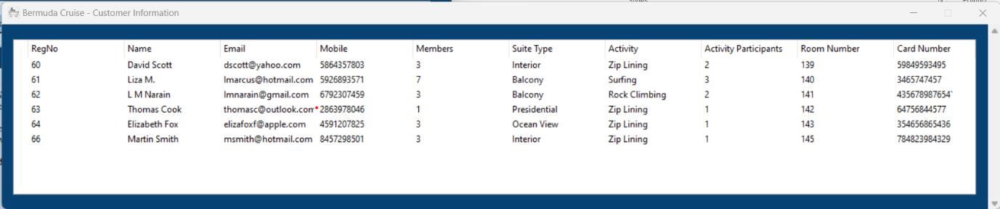 Bermuda Cruise - Customer Information
RegNo Name Email Mobile Members Suite Type Activity Activity Participants Room Number Card Number
60 David Scott dscott@yahoo.com 5864357803 3 Interior Zip Lining 2 139 59849593495
61 Liza M. lmarcus@hotmail.com 5926893571 7 Balcony Surfing 3 140 3465747457
62 L M Narain lmnarain@gmail.com 6792307459 3 Balcony Rock Climbing 2 141 435678987654`
63 Thomas Cook thomasc@outlook.com 2863978046 1 Presidential Zip Lining 1 142 64756844577
64 Elizabeth Fox elizafoxf@apple.com 4591207825 3 Ocean View Zip Lining 1 143 354656865436
66 Martin Smith msmith@hotmail.com 8457298501 3 Interior Zip Lining 1 145 784823984329